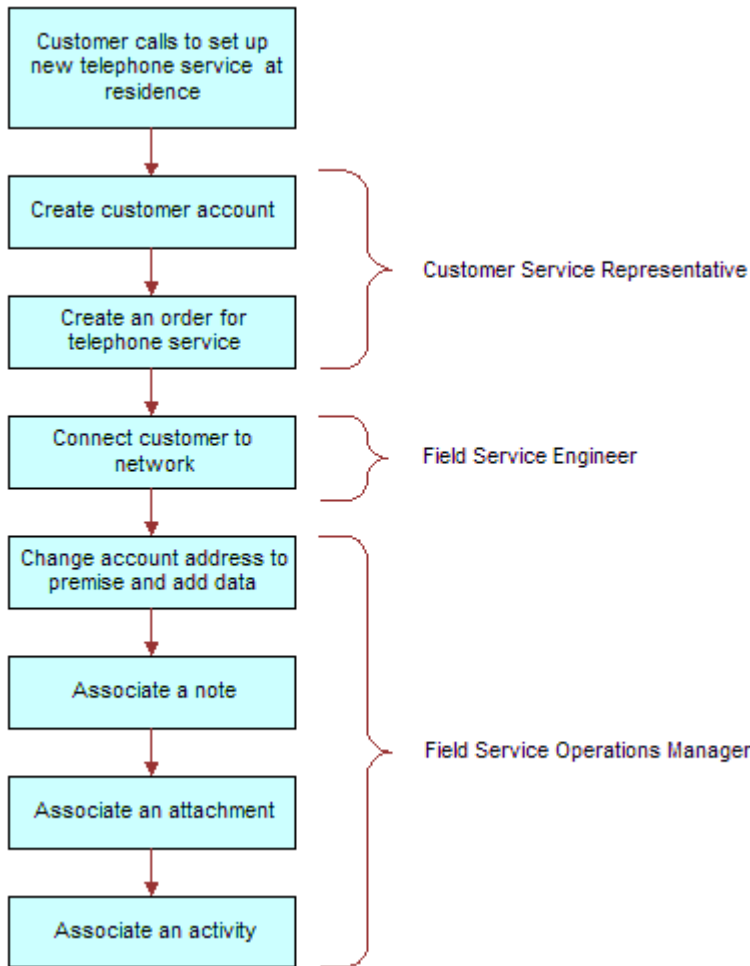 Customer calls to set up
new telephone service at
residence
Create customer account
Customer Service Representative
Create an order for
telephone service
Connect customer to
network
Field Service Engineer
Change account address to
premise and add data
Associate a note
Field Service Operations Manager
Associate an attachment
Associate an activity